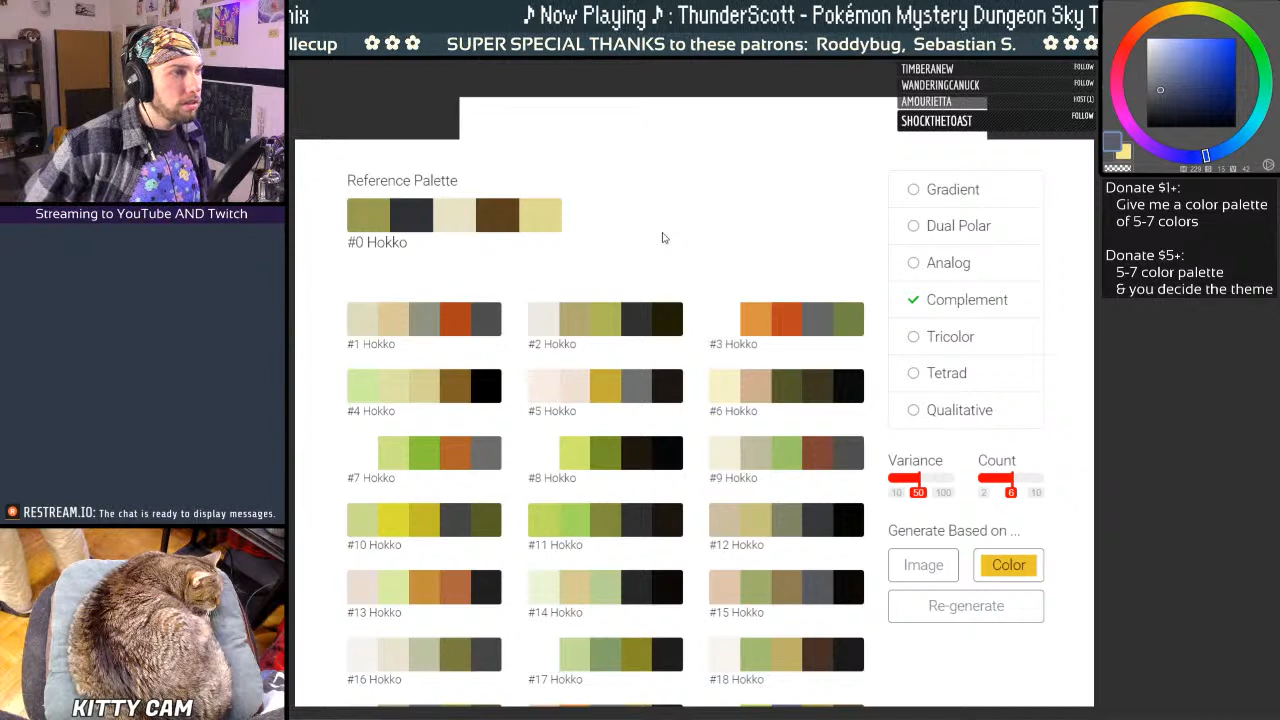 nix
♪ Now Playing ♪ : ThunderScott - Pokémon Mystery Dungeon Sky T
llecup ✿ ✿ ✿ SUPER SPECIAL THANKS to these patrons: Roddybug, Sebastian S. ✿ ✿ ✿
TIMBERANEW FOLLOW
WANDERINGCANUCK FOLLOW
AMOURIETTA HOST(1)
SHOCKTHETOAST FOLLOW
Streaming to YouTube AND Twitch
Donate $1+:
Give me a color palette
of 5-7 colors
Donate $5+:
5-7 color palette
& you decide the theme
Reference Palette
#0 Hokko
#1 Hokko
#2 Hokko
#3 Hokko
#4 Hokko
#5 Hokko
#6 Hokko
#7 Hokko
#8 Hokko
#9 Hokko
#10 Hokko
#11 Hokko
#12 Hokko
#13 Hokko
#14 Hokko
#15 Hokko
#16 Hokko
#17 Hokko
#18 Hokko
Gradient
Dual Polar
Analog
Complement
Tricolor
Tetrad
Qualitative
Variance Count
10 50 100 2 6 10
Generate Based on ...
Image Color
Re-generate
RESTREAM.IO: The chat is ready to display messages.
KITTY CAM